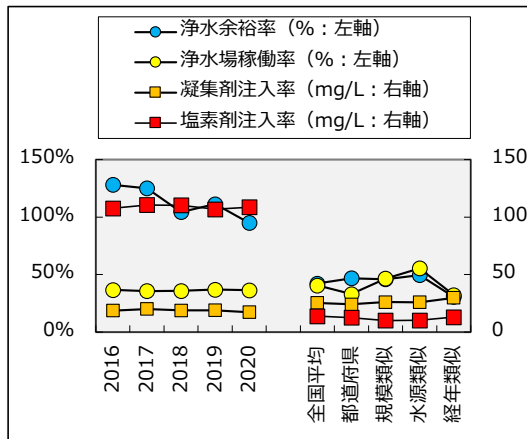 浄水余裕率（%：左軸）
浄水場稼働率（%：左軸）
凝集剤注入率（mg/L：右軸）
塩素剤注入率（mg/L：右軸）
150%
100%
50%
0%
150
100
50
0
2016
2017
2018
2019
2020
全国平均
都道府県
規模類似
水源類似
経年類似